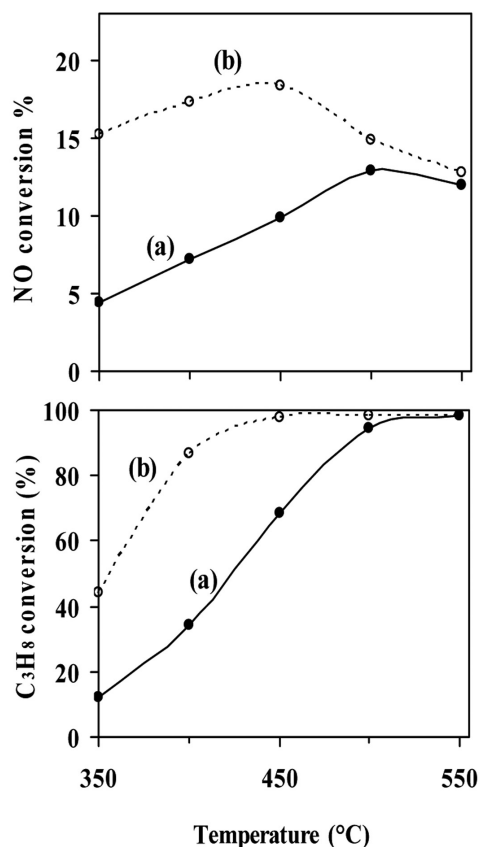 NO conversion %
20
15
10
5
0
(b)
(a)
C₃H₈ conversion (%)
100
80
60
40
20
0
(b)
(a)
350
450
550
Temperature (°C)